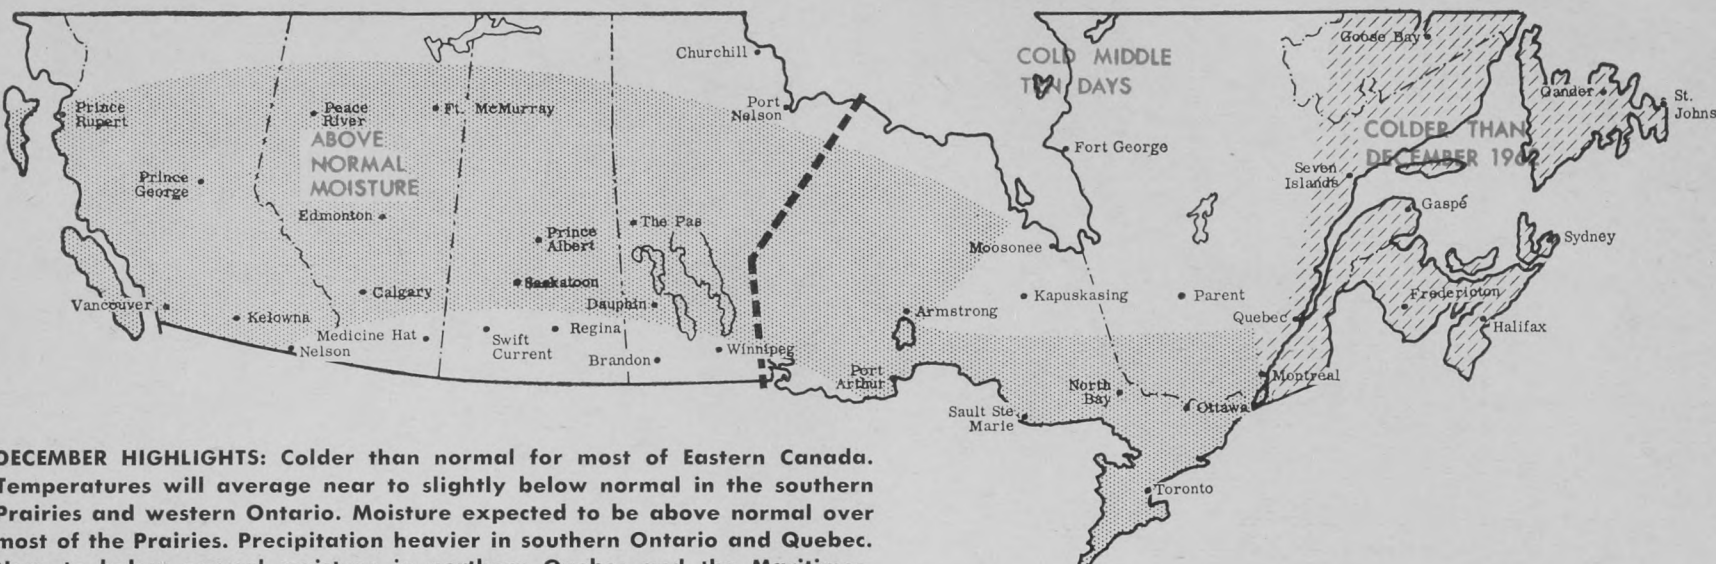 Churchill
COLD MIDDLE
TEN DAYS
Goose Bay
Prince
Rupert
Peace
River
Ft. McMurray
Port
Nelson
Gander
St.
Johns
ABOVE
NORMAL
MOISTURE
COLDER THAN
DECEMBER 1962
Fort George
Prince
George
Seven
Islands
Edmonton
The Pas
Gaspé
Prince
Albert
Moosonee
Sydney
Saskatoon
Calgary
Dauphin
Kapuskasing
Parent
Fredericton
Vancouver
Kelowna
Armstrong
Quebec
Halifax
Medicine Hat
Swift
Current
Regina
Nelson
Brandon
Winnipeg
Port
Arthur
North
Bay
Montreal
Sault Ste.
Marie
Ottawa
Toronto
DECEMBER HIGHLIGHTS: Colder than normal for most of Eastern Canada.
Temperatures will average near to slightly below normal in the southern
Prairies and western Ontario. Moisture expected to be above normal over
most of the Prairies. Precipitation heavier in southern Ontario and Quebec.